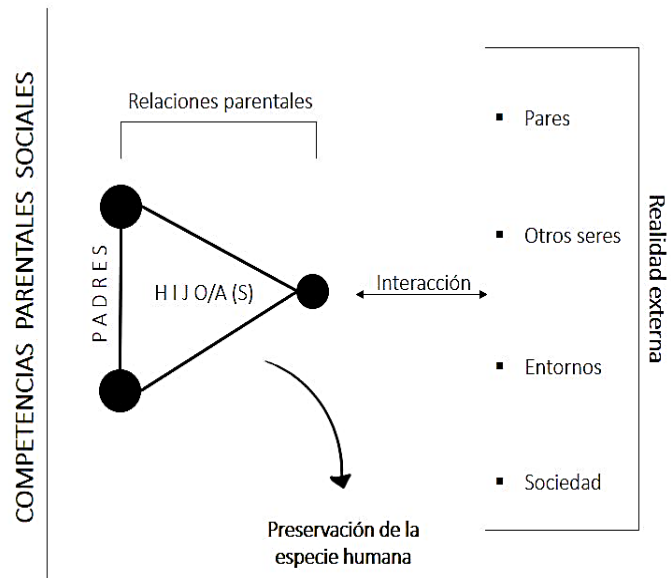 COMPETENCIAS PARENTALES SOCIALES
Relaciones parentales
PADRES
HIJO/A (S)
Interacción
Pares
Otros seres
Entornos
Sociedad
Realidad externa
Preservación de la
especie humana